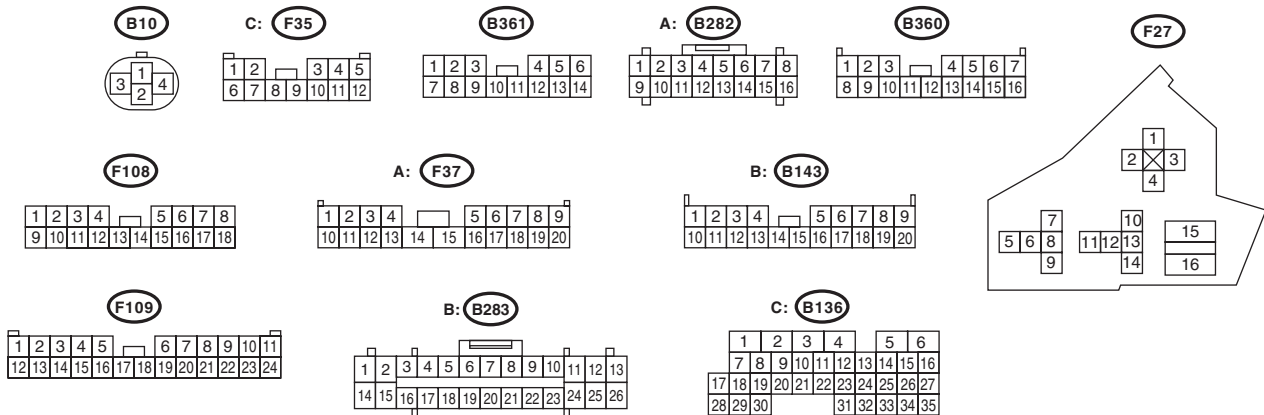 B10 C: F35 B361 A: B282 B360 F27
1 3 4 2
1 2 3 4 5
6 7 8 9 10 11 12
1 2 3 4 5 6
7 8 9 10 11 12 13 14
1 2 3 4 5 6 7 8
9 10 11 12 13 14 15 16
1 2 3 4 5 6 7
8 9 10 11 12 13 14 15 16
1
2 3
4
7 10
5 6 8 11 12 13 15
9 14 16
F108 A: F37 B: B143
1 2 3 4 5 6 7 8
9 10 11 12 13 14 15 16 17 18
1 2 3 4 5 6 7 8 9
10 11 12 13 14 15 16 17 18 19 20
1 2 3 4 5 6 7 8 9
10 11 12 13 14 15 16 17 18 19 20
F109 B: B283 C: B136
1 2 3 4 5 6 7 8 9 10 11
12 13 14 15 16 17 18 19 20 21 22 23 24
1 2 3 4 5 6 7 8 9 10 11 12 13
14 15 16 17 18 19 20 21 22 23 24 25 26
1 2 3 4 5 6
7 8 9 10 11 12 13 14 15 16
17 18 19 20 21 22 23 24 25 26 27
28 29 30 31 32 33 34 35